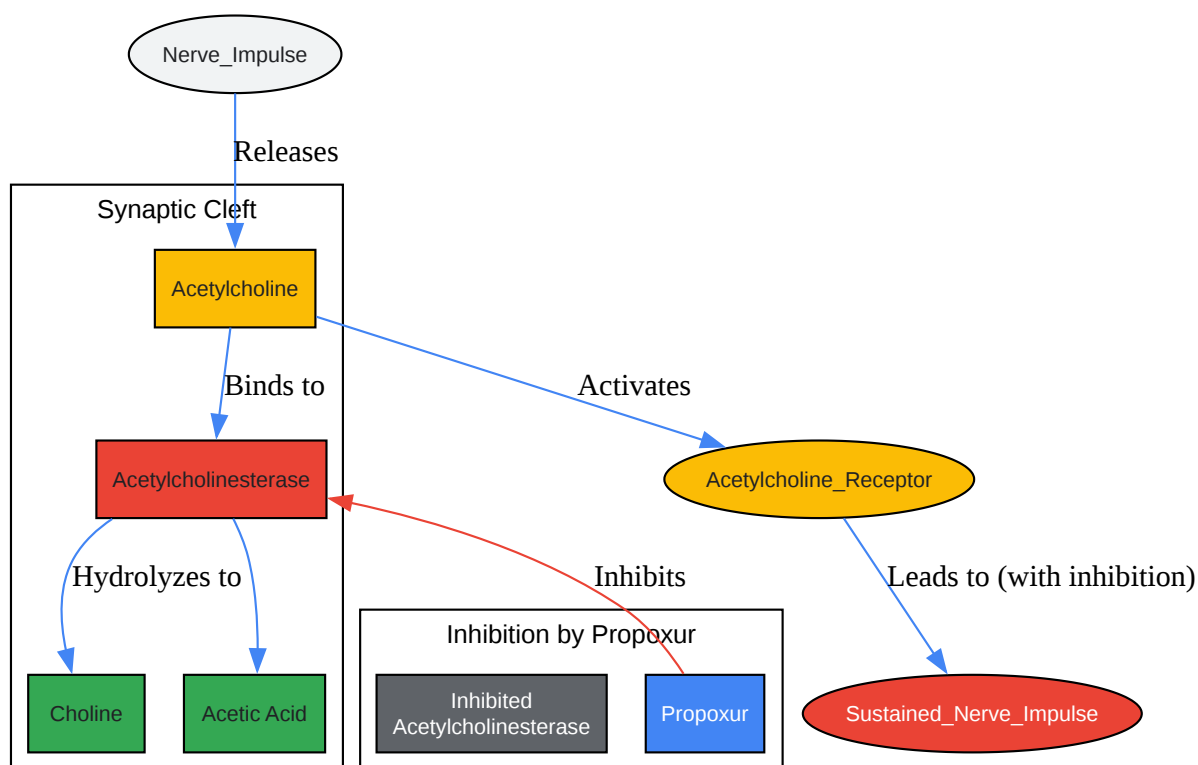 Nerve_Impulse
Releases
Synaptic Cleft
Acetylcholine
Binds to
Activates
Acetylcholinesterase
Acetylcholine_Receptor
Hydrolyzes to
Inhibits
Leads to (with inhibition)
Inhibition by Propoxur
Choline
Acetic Acid
Inhibited
Acetylcholinesterase
Propoxur
Sustained_Nerve_Impulse